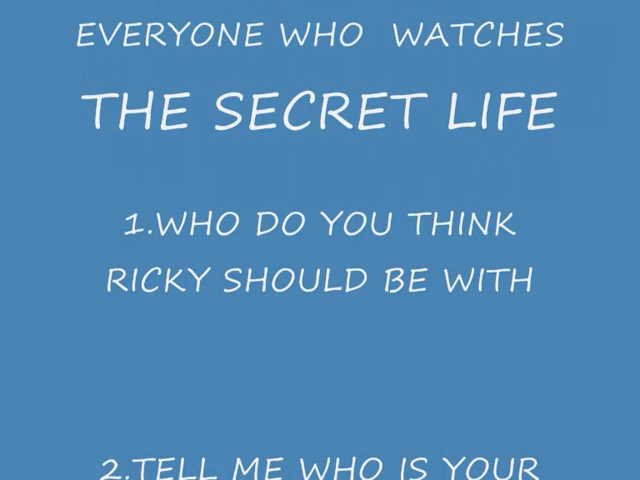 EVERYONE WHO  WATCHES
THE SECRET LIFE
1.WHO DO YOU THINK
RICKY SHOULD BE WITH
2.TELL ME WHO IS YOUR